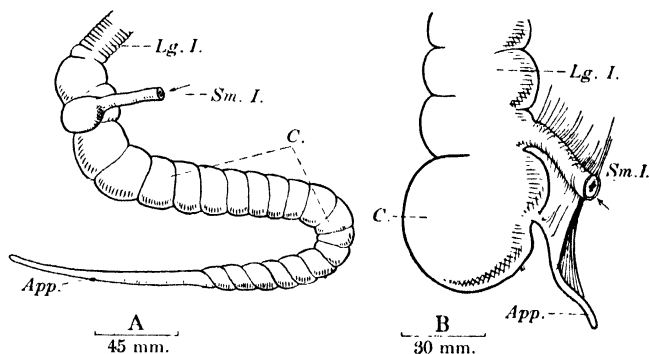 Lg. I.
Sm. I.
C.
App.
A
45 mm.
Lg. I.
Sm. I.
C.
App.
B
30 mm.